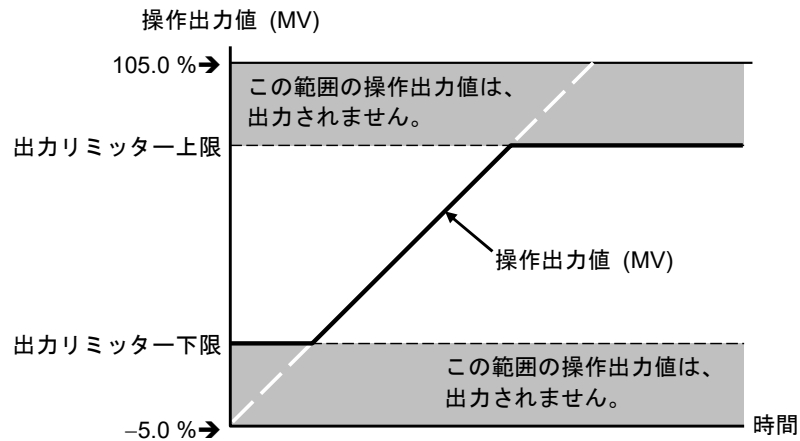 操作出力値 (MV)
105.0 %➔
この範囲の操作出力値は、
出力されません。
出力リミッター上限
操作出力値 (MV)
出力リミッター下限
この範囲の操作出力値は、
出力されません。
–5.0 %➔
時間